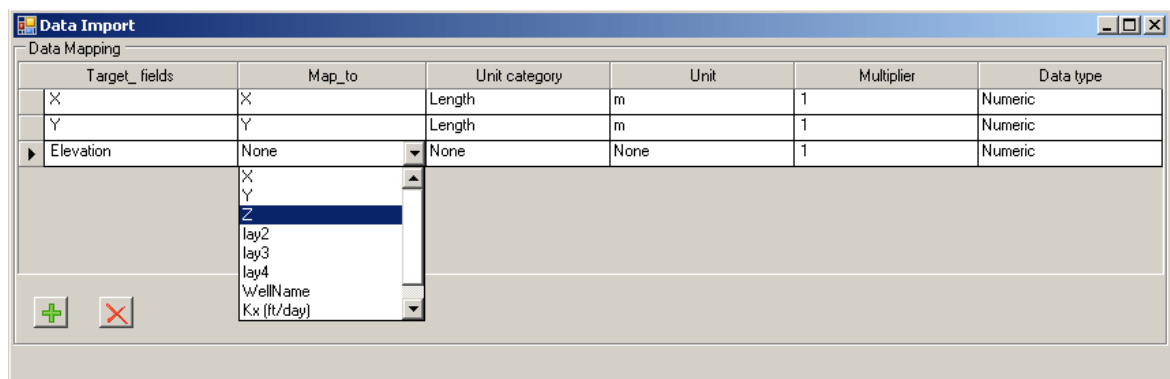 Data Import
Data Mapping
Target_ fields Map_to Unit category Unit Multiplier Data type
X X Length m 1 Numeric
Y Y Length m 1 Numeric
Elevation None None None 1 Numeric
X
Y
Z
lay2
lay3
lay4
WellName
Kx (ft/day)